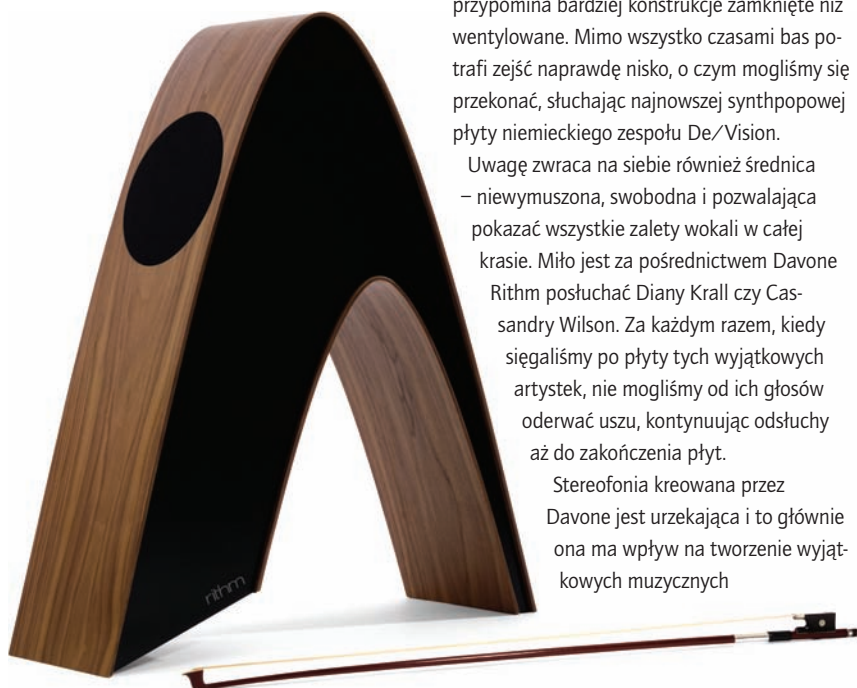 przypomina bardziej konstrukcje zamknięte niż
wentylowane. Mimo wszystko czasami bas po-
trafi zejść naprawdę nisko, o czym mogliśmy się
przekonać, słuchając najnowszej synthpopowej
płyty niemieckiego zespołu De/Vision.
Uwagę zwraca na siebie również średnica
– niewymuszona, swobodna i pozwalająca
pokazać wszystkie zalety wokali w całej
krasie. Miło jest za pośrednictwem Davone
Rithm posłuchać Diany Krall czy Cas-
sandry Wilson. Za każdym razem, kiedy
sięgaliśmy po płyty tych wyjątkowych
artystek, nie mogliśmy od ich głosów
oderwać uszu, kontynuując odsłuchy
aż do zakończenia płyt.
Stereofonia kreowana przez
Davone jest urzekająca i to głównie
ona ma wpływ na tworzenie wyjąt-
kowych muzycznych
rithm